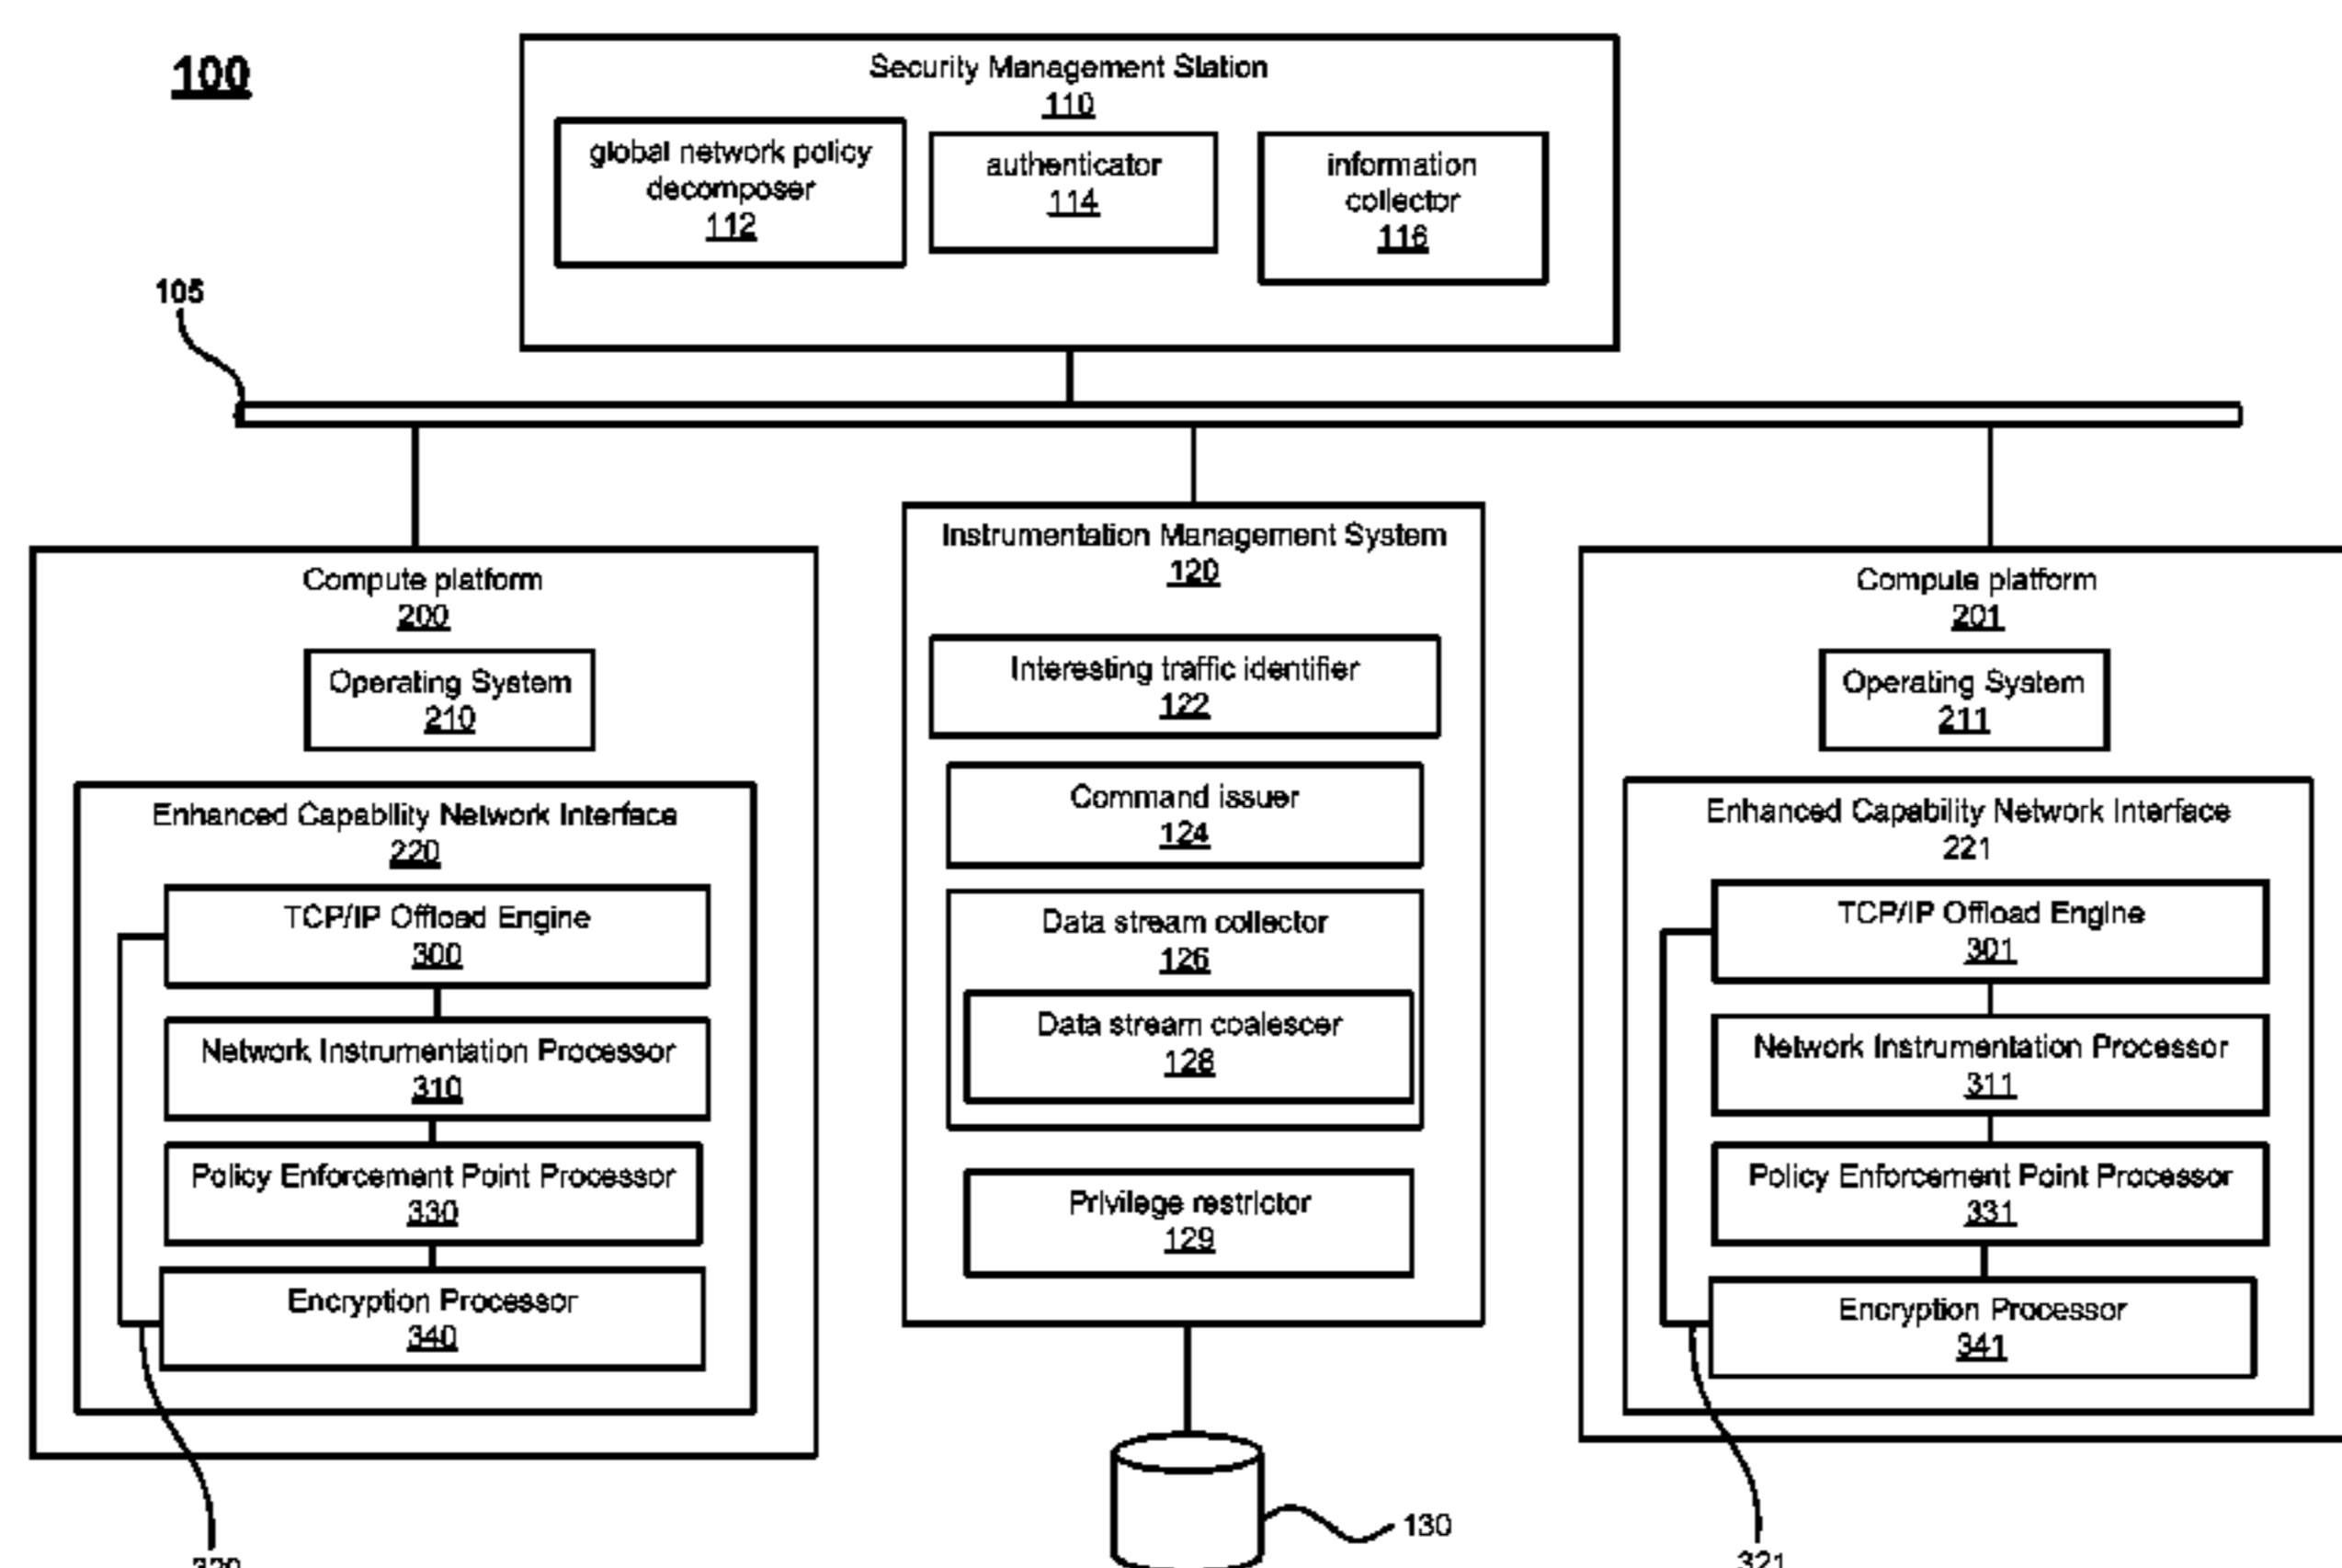 100
Security Management Station
110
global network policy
decomposer
112
authenticator
114
information
collector
116
105
Compute platform
200
Operating System
210
Enhanced Capability Network Interface
220
TCP/IP Offload Engine
300
Network Instrumentation Processor
310
Policy Enforcement Point Processor
330
Encryption Processor
340
Instrumentation Management System
120
Interesting traffic identifier
122
Command issuer
124
Data stream collector
126
Data stream coalescer
128
Privilege restrictor
129
130
Compute platform
201
Operating System
211
Enhanced Capability Network Interface
221
TCP/IP Offload Engine
301
Network Instrumentation Processor
311
Policy Enforcement Point Processor
331
Encryption Processor
341
321